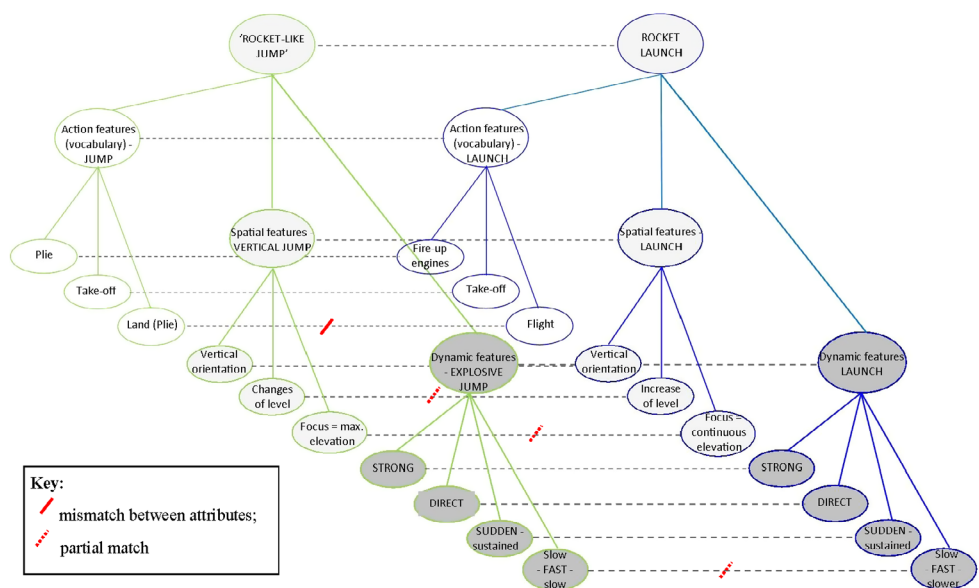 'ROCKET-LIKE
JUMP'
ROCKET
LAUNCH
Action features
(vocabulary) -
JUMP
Action features
(vocabulary) -
LAUNCH
Spatial features -
VERTICAL JUMP
Spatial features -
LAUNCH
Plie
Fire up
engines
Take-off
Take-off
Land (Plie)
Flight
Vertical
orientation
Dynamic features
- EXPLOSIVE
JUMP
Vertical
orientation
Dynamic features
LAUNCH
Changes
of level
Increase
of level
Focus = max.
elevation
Focus =
continuous
elevation
STRONG
STRONG
DIRECT
DIRECT
SUDDEN -
sustained
SUDDEN -
sustained
Slow
- FAST -
slow
Slow
- FAST -
slower
Key:
mismatch between attributes;
partial match